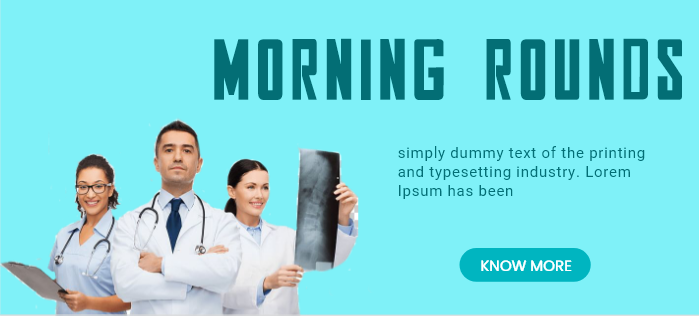 MORNING ROUNDS
simply dummy text of the printing
and typesetting industry. Lorem
Ipsum has been
KNOW MORE